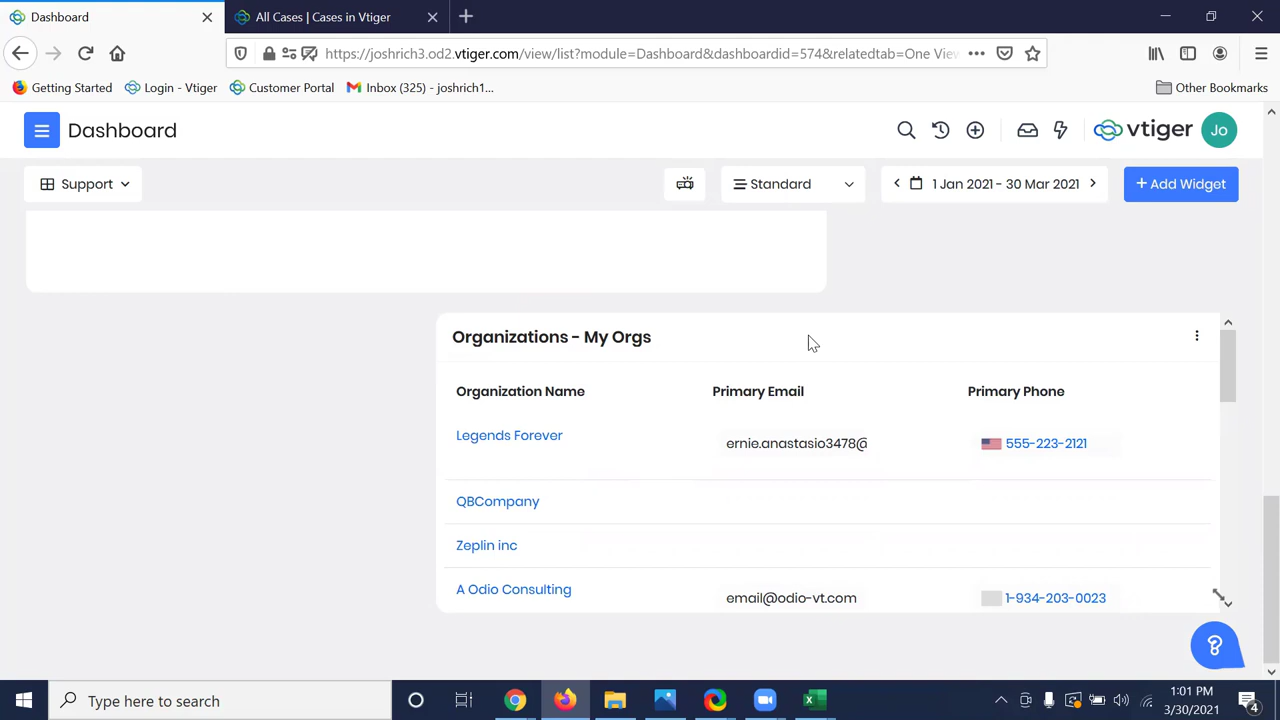 Dashboard
All Cases | Cases in Vtiger
https://joshrich3.od2.vtiger.com/view/list?module=Dashboard&dashboardid=574&relatedtab=One Viev
Getting Started
Login - Vtiger
Customer Portal
Inbox (325) - joshrich1...
Other Bookmarks
Dashboard
vtiger
Jo
Support
Standard
1 Jan 2021 - 30 Mar 2021
+ Add Widget
Organizations - My Orgs
Organization Name Primary Email Primary Phone
Legends Forever ernie.anastasio3478@ 555-223-2121
QBCompany
Zeplin inc
A Odio Consulting email@odio-vt.com 1-934-203-0023
?
Type here to search
1:01 PM
3/30/2021
4